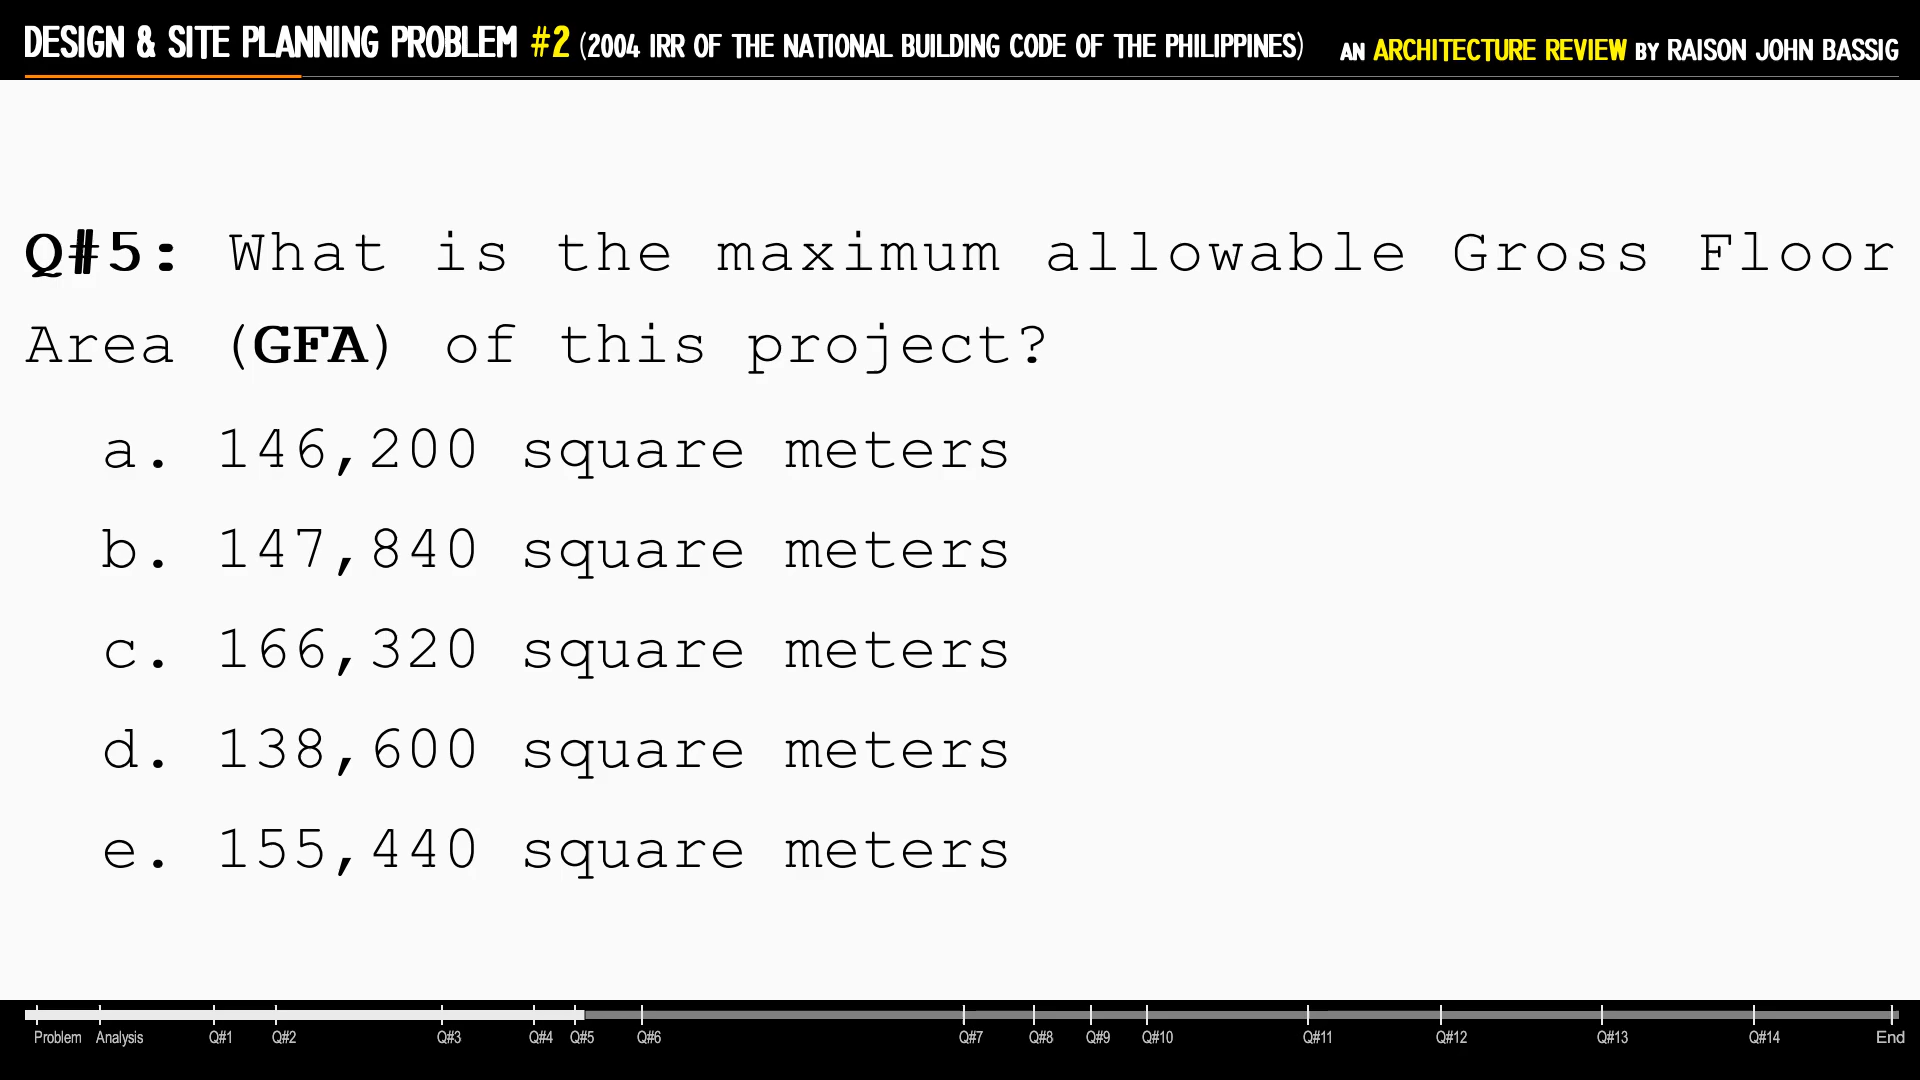 DESIGN & SITE PLANNING PROBLEM #2 (2004 IRR OF THE NATIONAL BUILDING CODE OF THE PHILIPPINES) AN ARCHITECTURE REVIEW BY RAISON JOHN BASSIG
Q#5: What is the maximum allowable Gross Floor
Area (GFA) of this project?
a. 146,200 square meters
b. 147,840 square meters
c. 166,320 square meters
d. 138,600 square meters
e. 155,440 square meters
Problem Analysis Q#1 Q#2 Q#3 Q#4 Q#5 Q#6 Q#7 Q#8 Q#9 Q#10 Q#11 Q#12 Q#13 Q#14 End